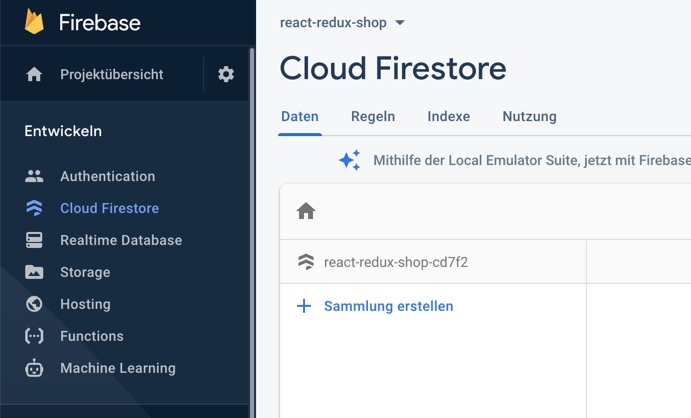 Firebase
Projektübersicht
Entwickeln
Authentication
Cloud Firestore
Realtime Database
Storage
Hosting
Functions
Machine Learning
react-redux-shop
Cloud Firestore
Daten Regeln Indexe Nutzung
Mithilfe der Local Emulator Suite, jetzt mit Firebase
react-redux-shop-cd7f2
Sammlung erstellen